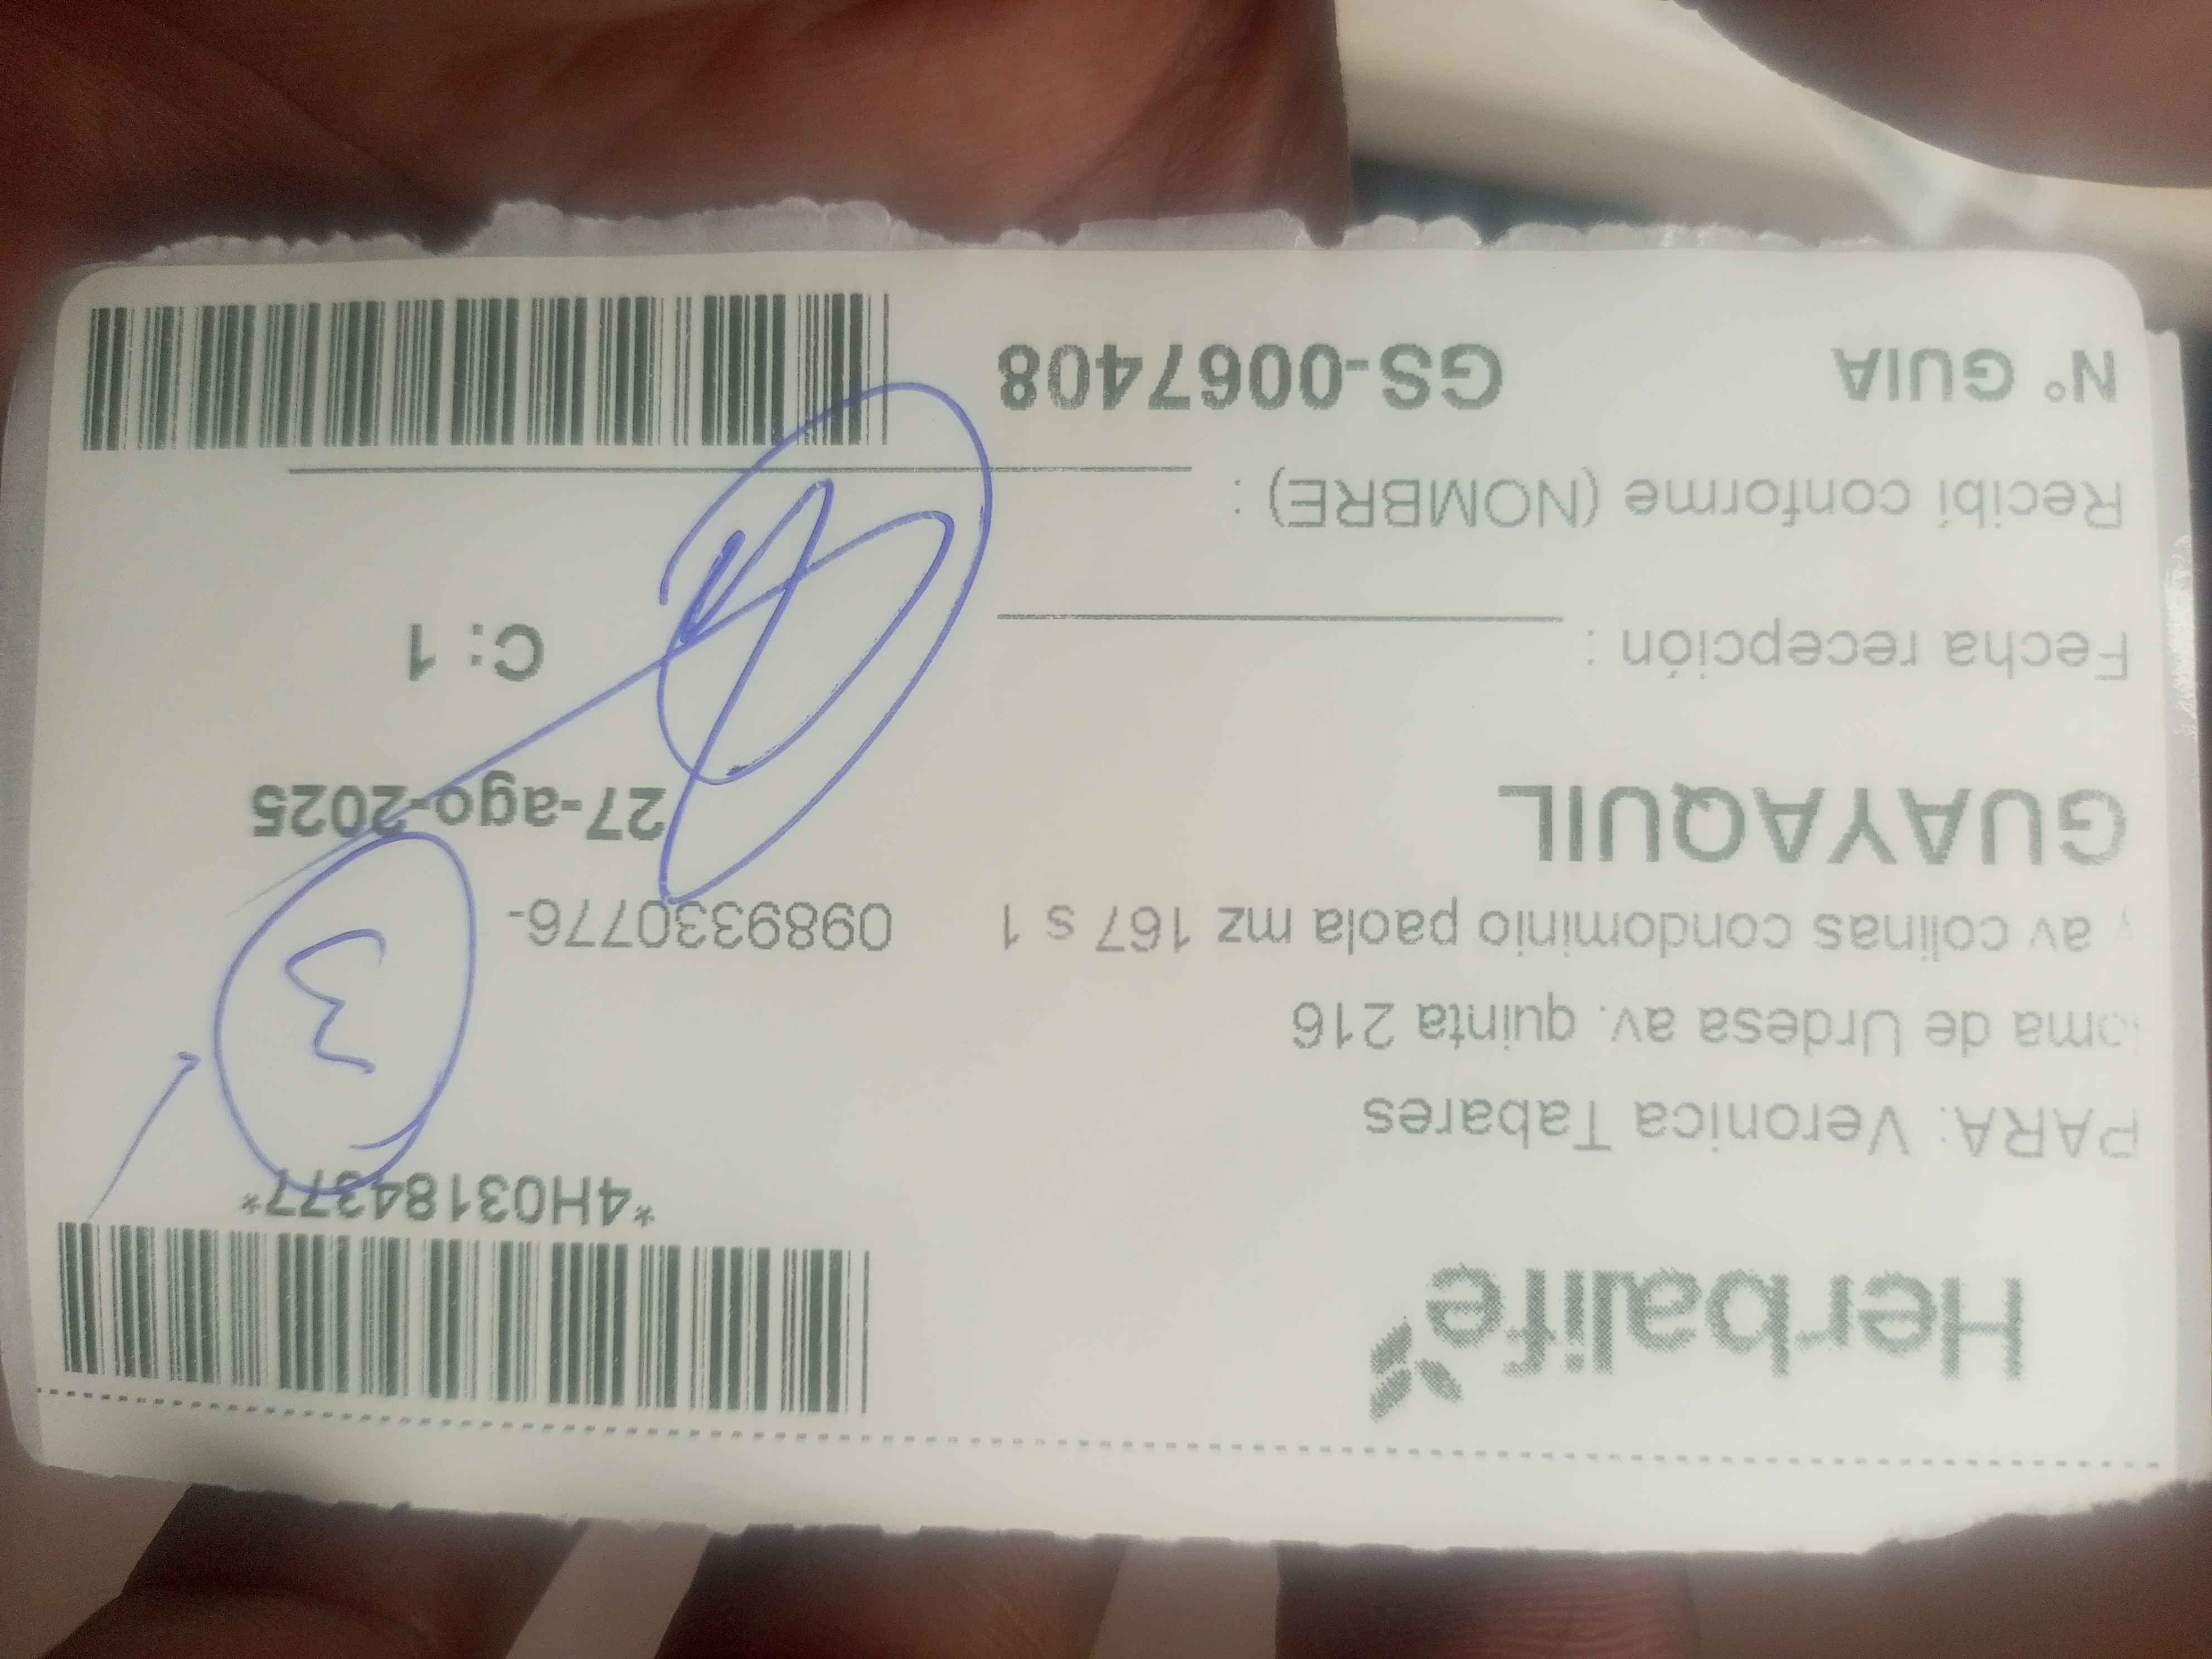 Herbalife
*4H03184377*
PARA: Veronica Tabares
de Urdesa av. quinta 216
y av colinas condominio paola mz 167 s 1 0989330776-
GUAYAQUIL 27-ago-2025
Fecha recepción : C: 1
Recibí conforme (NOMBRE) :
N° GUIA GS-0067408
3